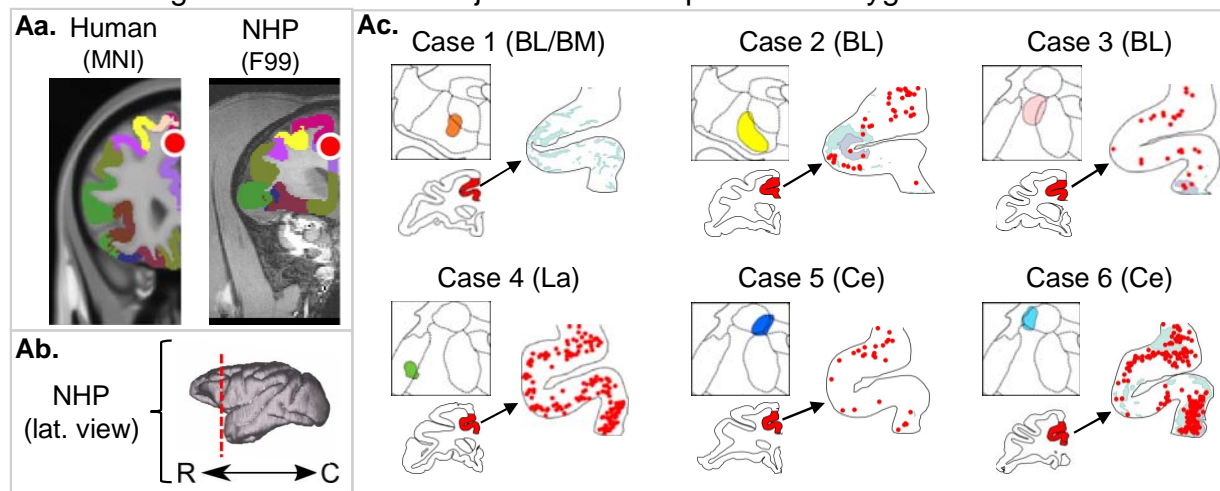 Aa. Human
(MNI)
NHP
(F99)
Ab.
NHP
(lat. view)
R
C
Ac.
Case 1 (BL/BM)
Case 2 (BL)
Case 3 (BL)
Case 4 (La)
Case 5 (Ce)
Case 6 (Ce)